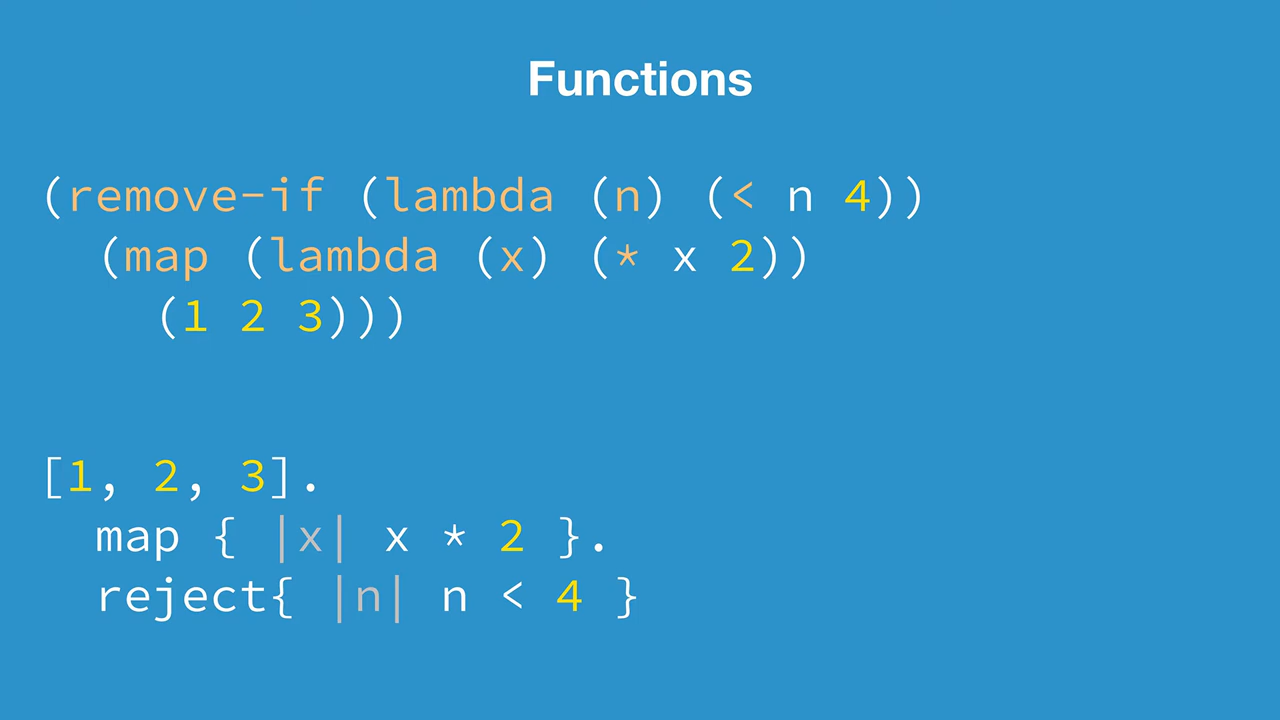 Functions
(remove-if (lambda (n) (< n 4))
(map (lambda (x) (* x 2))
(1 2 3)))
[1, 2, 3].
map { |x| x * 2 }.
reject{ |n| n < 4 }